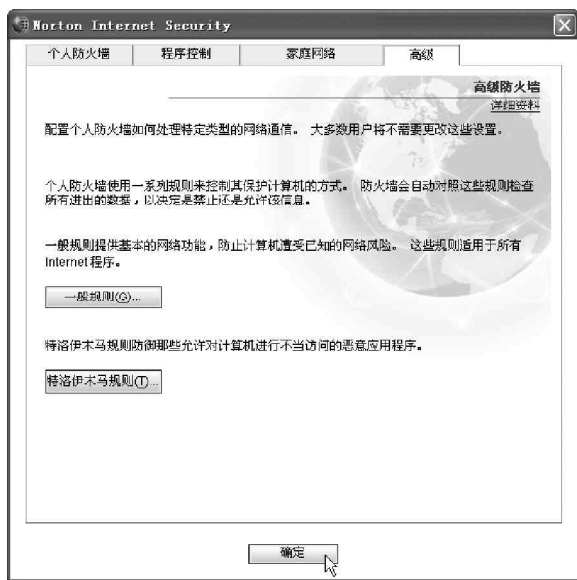 Norton Internet Security
个人防火墙 程序控制 家庭网络 高级
高级防火墙
详细资料
配置个人防火墙如何处理特定类型的网络通信。 大多数用户将不需要更改这些设置。
个人防火墙使用一系列规则来控制其保护计算机的方式。 防火墙会自动对照这些规则检查
所有进出的数据，以决定是禁止还是允许该信息。
一般规则提供基本的网络功能，防止计算机遭受已知的网络风险。 这些规则适用于所有
Internet 程序。
一般规则(G)...
特洛伊木马规则防御那些允许对计算机进行不当访问的恶意应用程序。
特洛伊木马规则(T)...
确定